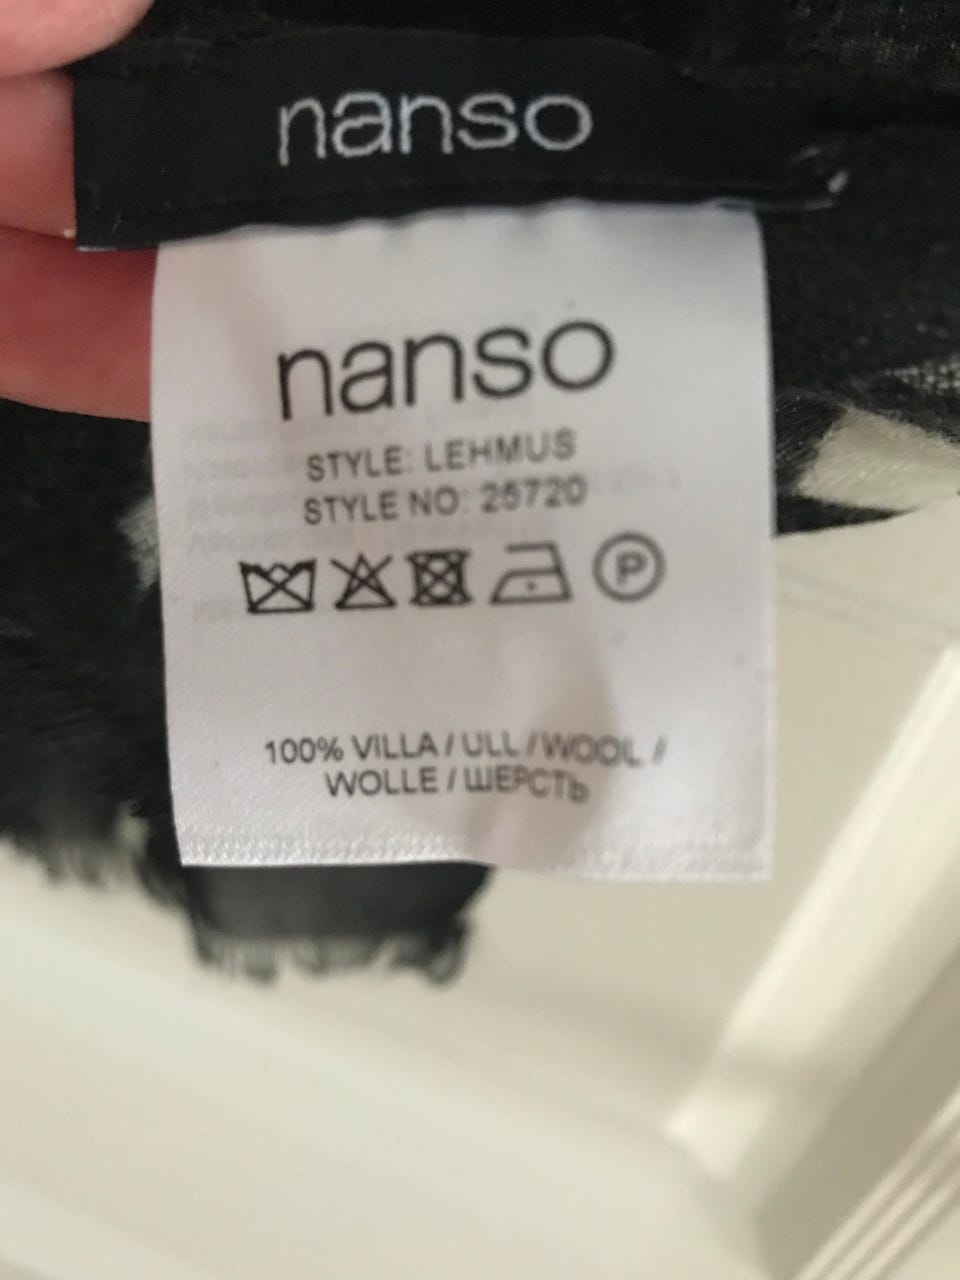 nanso
nanso
STYLE: LEHMUS
STYLE NO: 25720
P
100% VILLA / ULL / WOOL /
WOLLE / ШЕРСТЬ